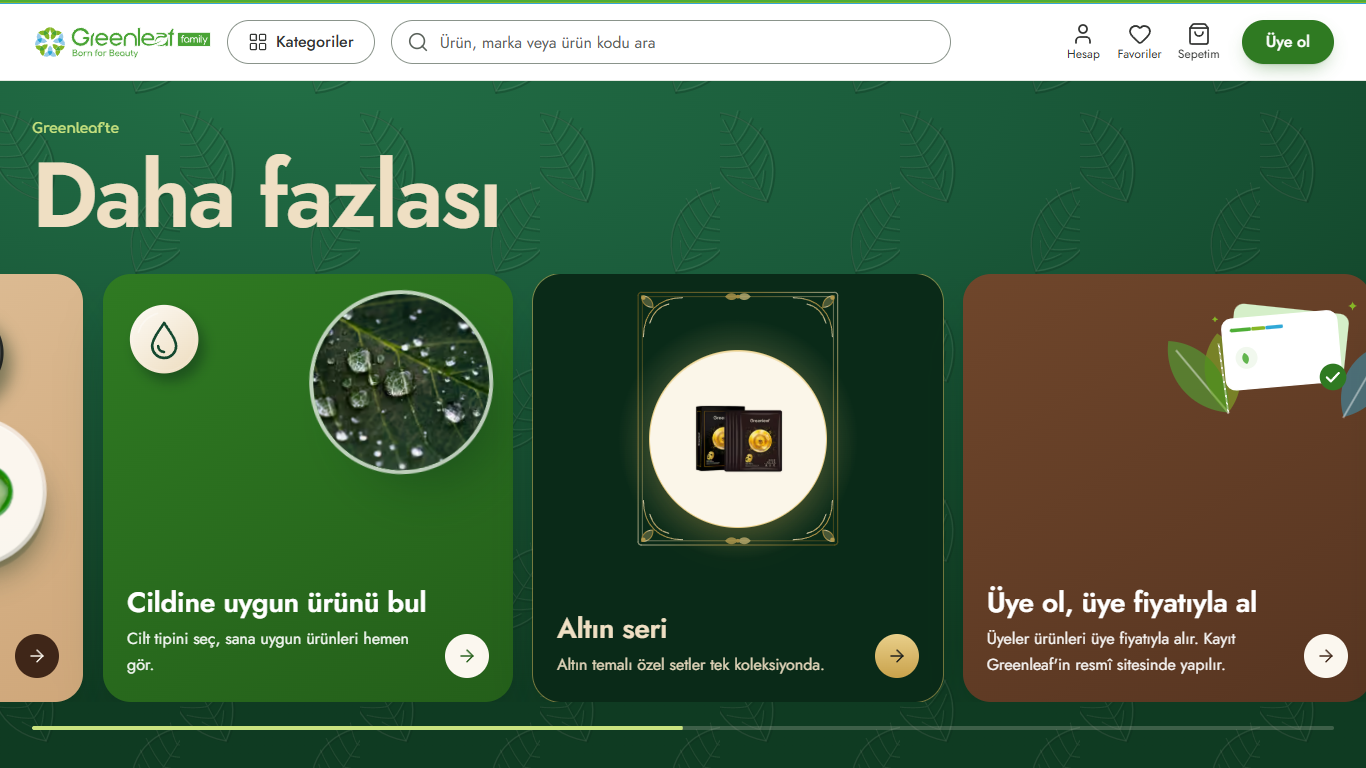 Greenleaf family
Born for Beauty
Kategoriler
Ürün, marka veya ürün kodu ara
Hesap
Favoriler
Sepetim
Üye ol
Greenleaf'te
Daha fazlası
Cildine uygun ürünü bul
Cilt tipini seç, sana uygun ürünleri hemen
gör.
Greenleaf
Altın seri
Altın temalı özel setler tek koleksiyonda.
Üye ol, üye fiyatıyla al
Üyeler ürünleri üye fiyatıyla alır. Kayıt
Greenleaf'in resmî sitesinde yapılır.